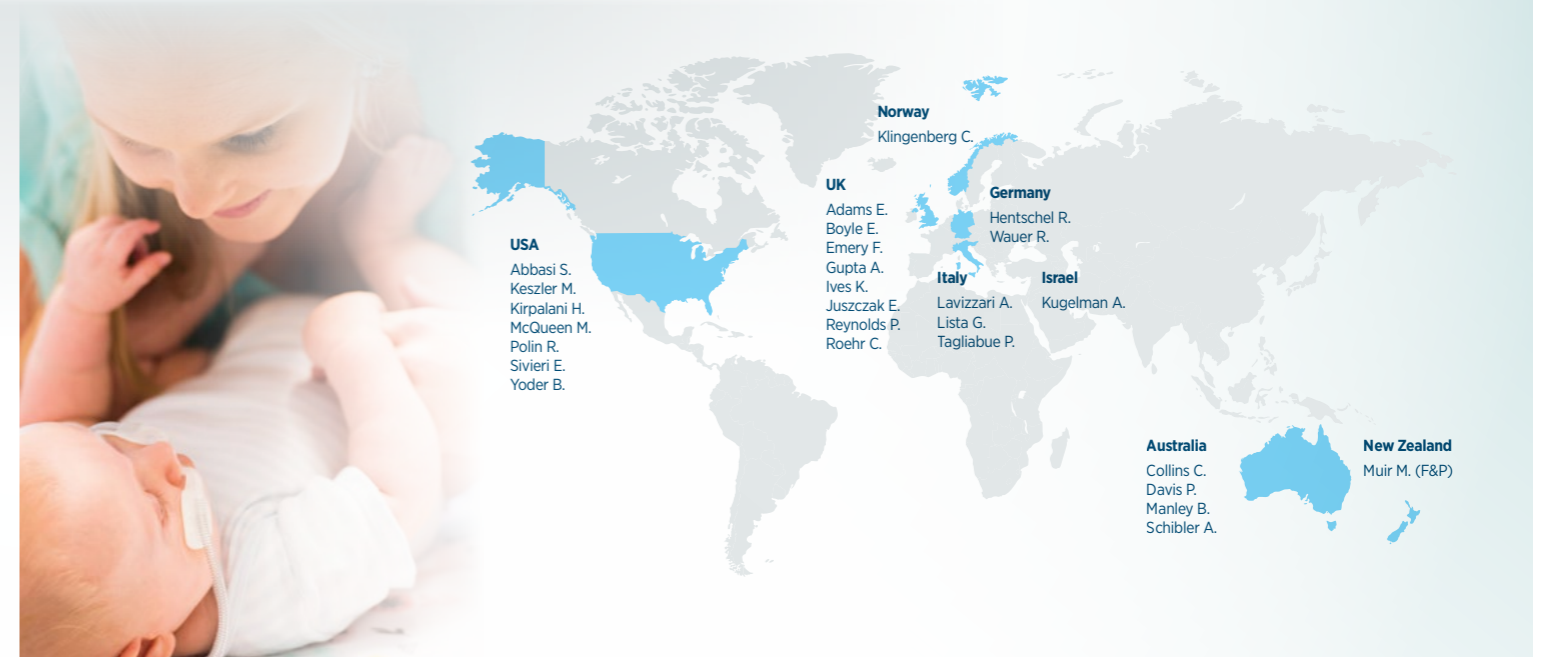 Norway
Klingenberg C.
UK
Adams E.
Boyle E.
Emery F.
Gupta A.
Ives K.
Juszczak E.
Reynolds P.
Roehr C.
Germany
Hentschel R.
Wauer R.
USA
Abbasi S.
Keszler M.
Kirpalani H.
McQueen M.
Polin R.
Sivieri E.
Yoder B.
Italy
Lavizzari A.
Lista G.
Tagliabue P.
Israel
Kugelman A.
Australia
Collins C.
Davis P.
Manley B.
Schibler A.
New Zealand
Muir M. (F&P)